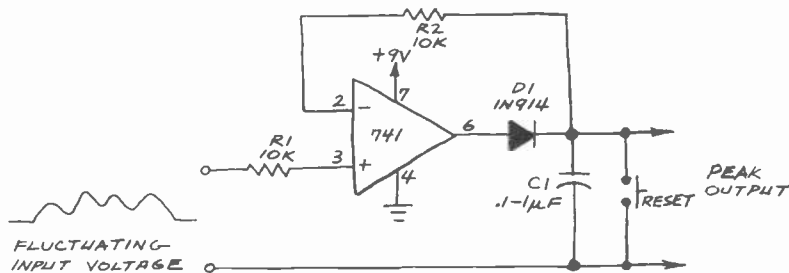 R2
10K
+9V
2
-
7
741
6
D1
1N914
R1
10K
3
+
4
C1
.1-1μF
RESET
PEAK
OUTPUT
FLUCTUATING
INPUT VOLTAGE